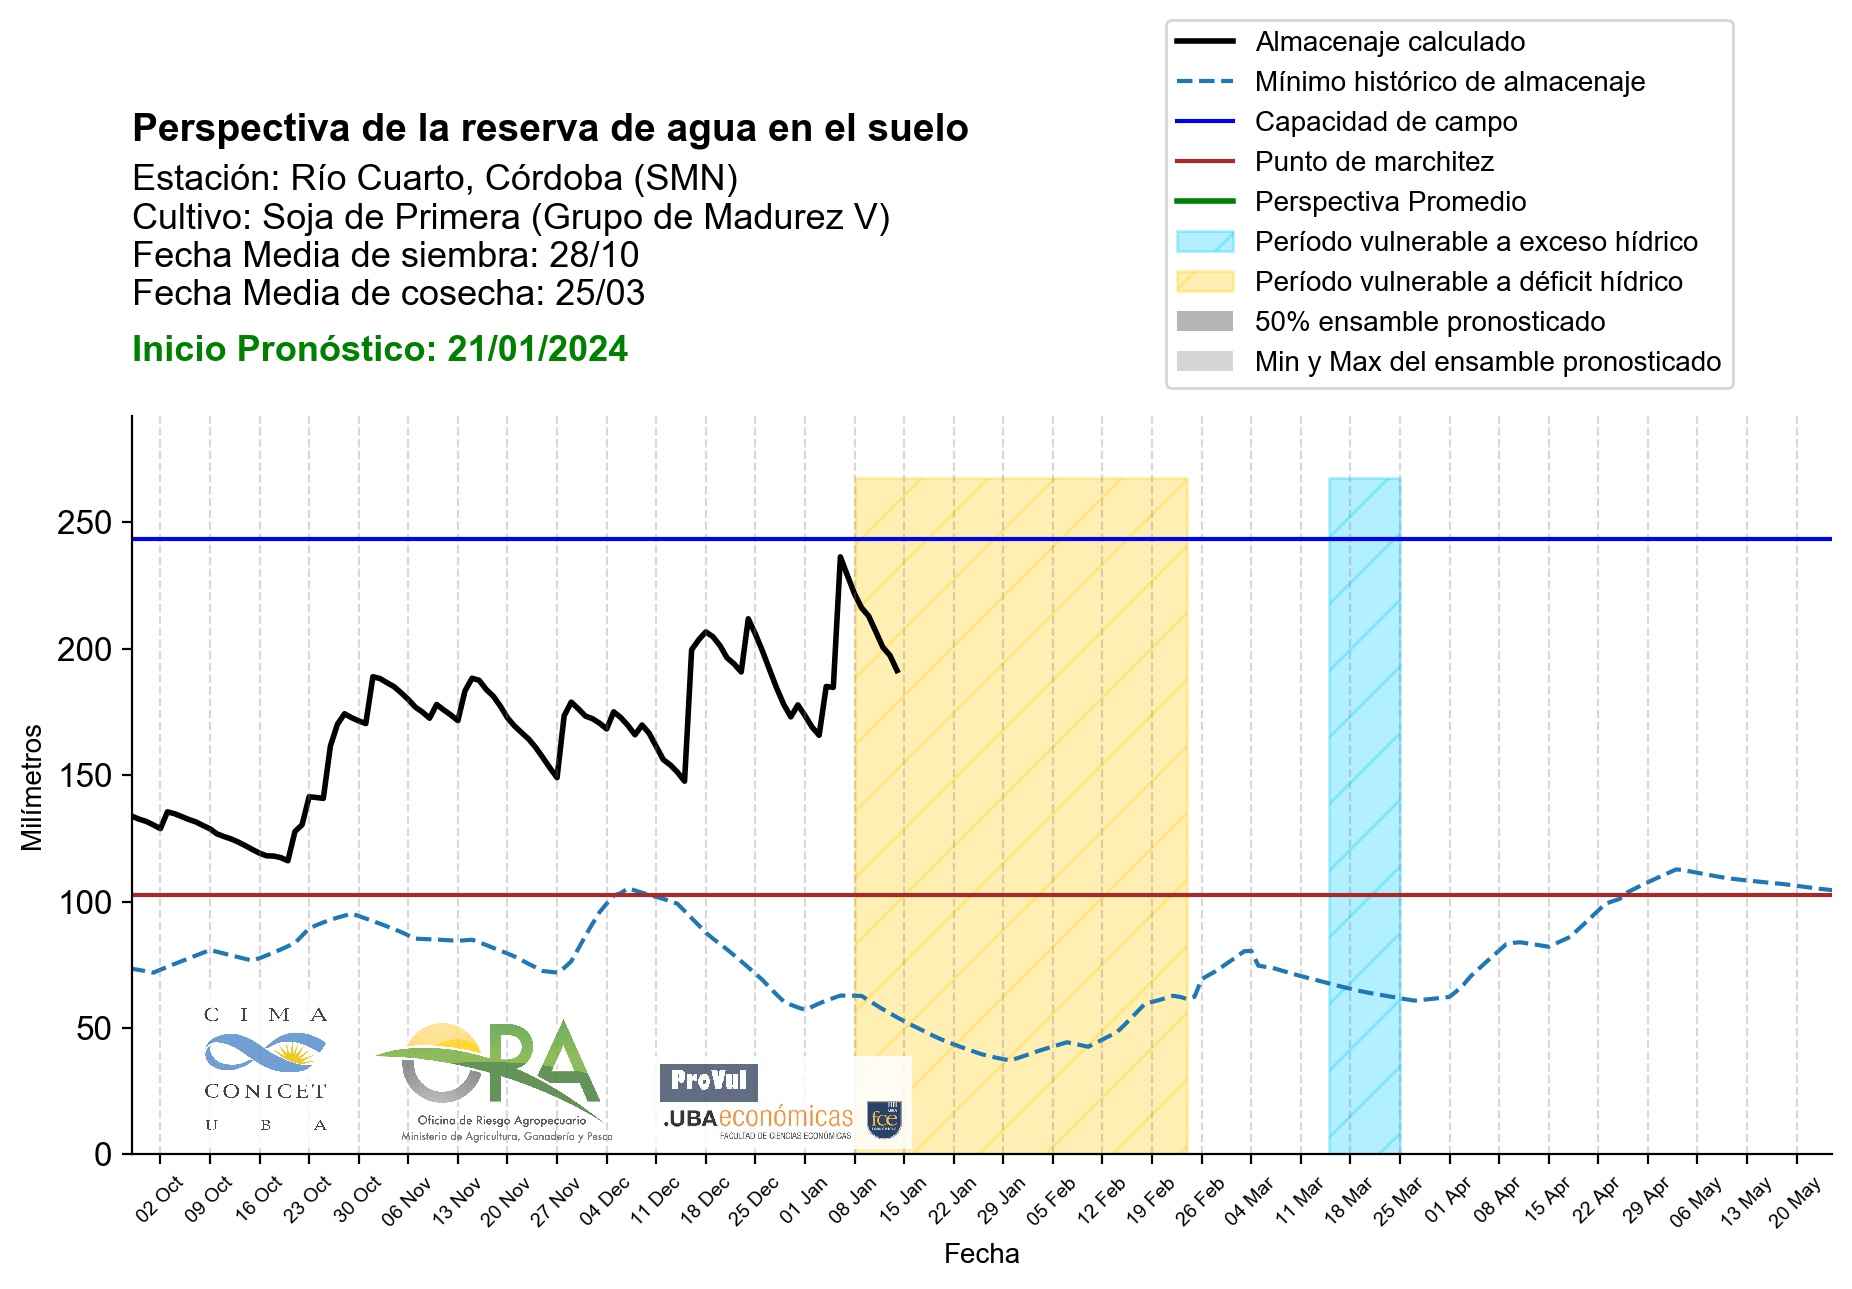 Almacenaje calculado
Mínimo histórico de almacenaje
Capacidad de campo
Punto de marchitez
Perspectiva Promedio
Período vulnerable a exceso hídrico
Período vulnerable a déficit hídrico
50% ensamble pronosticado
Min y Max del ensamble pronosticado
Perspectiva de la reserva de agua en el suelo
Estación: Río Cuarto, Córdoba (SMN)
Cultivo: Soja de Primera (Grupo de Madurez V)
Fecha Media de siembra: 28/10
Fecha Media de cosecha: 25/03
Inicio Pronóstico: 21/01/2024
Milímetros
250
200
150
100
50
0
CIMA
CONICET
UBA
ORA
Oficina de Riesgo Agropecuario
Ministerio de Agricultura, Ganadería y Pesca
ProVul
.UBAeconómicas
FACULTAD DE CIENCIAS ECONÓMICAS
fce
02 Oct
09 Oct
16 Oct
23 Oct
30 Oct
06 Nov
13 Nov
20 Nov
27 Nov
04 Dec
11 Dec
18 Dec
25 Dec
01 Jan
08 Jan
15 Jan
22 Jan
29 Jan
05 Feb
12 Feb
19 Feb
26 Feb
04 Mar
11 Mar
18 Mar
25 Mar
01 Apr
08 Apr
15 Apr
22 Apr
29 Apr
06 May
13 May
20 May
Fecha